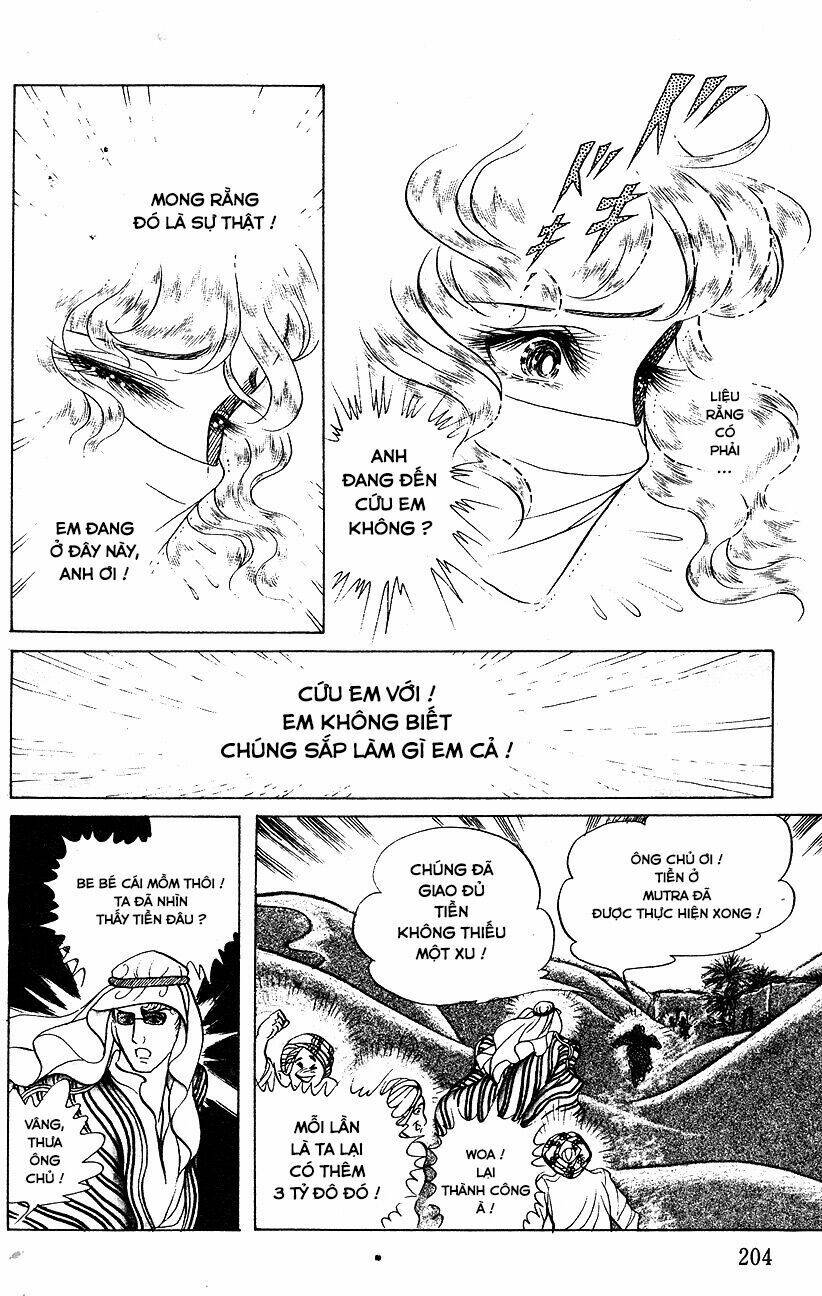 ズズ
キキ
LIỆU
RẰNG
CÓ
PHẢI
...
ANH
ĐANG ĐẾN
CỨU EM
KHÔNG ?
MONG RẰNG
ĐÓ LÀ SỰ THẬT !
EM ĐANG
Ở ĐÂY NÀY,
ANH ƠI !
CỨU EM VỚI !
EM KHÔNG BIẾT
CHÚNG SẮP LÀM GÌ EM CẢ !
ÔNG CHỦ ƠI !
TIỀN Ở
MUTRA ĐÃ
ĐƯỢC THỰC HIỆN XONG !
CHÚNG ĐÃ
GIAO ĐỦ
TIỀN
KHÔNG THIẾU
MỘT XU !
WOA !
LẠI
THÀNH CÔNG
À !
MỖI LẦN
LÀ TA LẠI
CÓ THÊM
3 TỶ ĐÔ ĐÓ !
BE BÉ CÁI MỒM THÔI !
TA ĐÃ NHÌN
THẤY TIỀN ĐÂU ?
VÂNG,
THƯA
ÔNG
CHỦ !
204